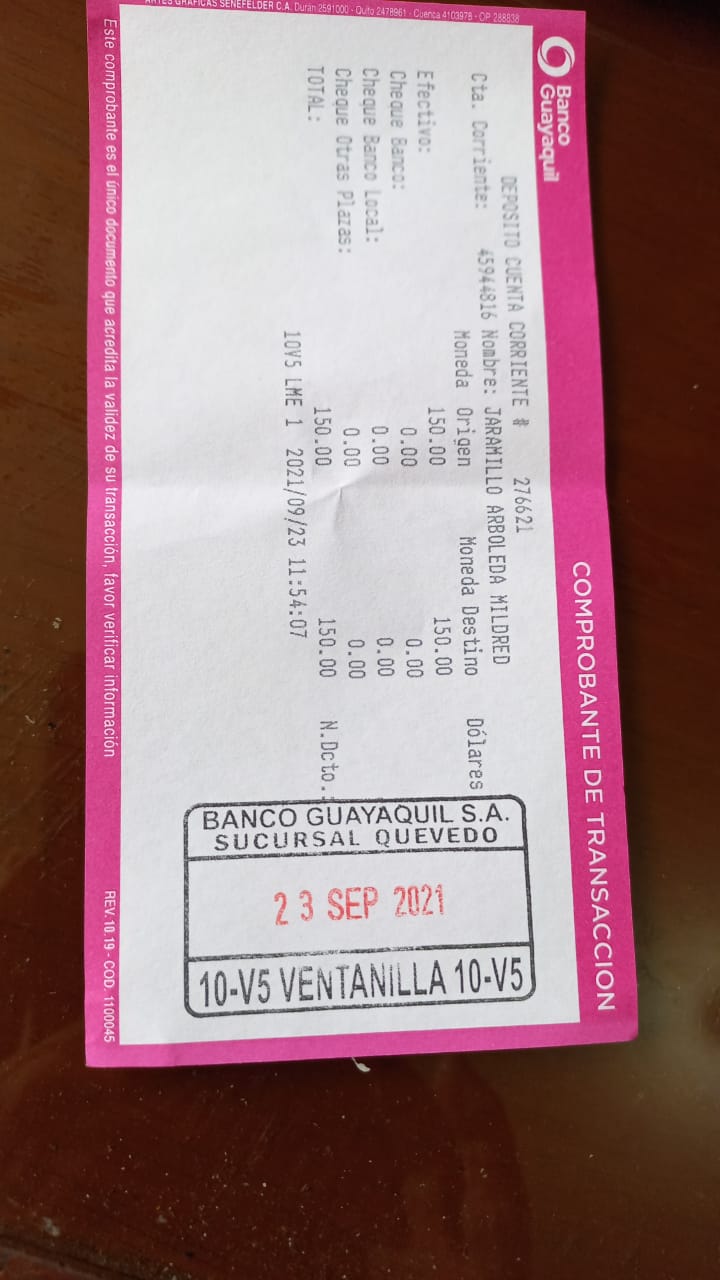 Banco
Guayaquil
COMPROBANTE DE TRANSACCION
DEPOSITO CUENTA CORRIENTE # 276621
Cta. Corriente: 45944816 Nombre: JARAMILLO ARBOLEDA MILDRED
Moneda Origen Moneda Destino Dólares
Efectivo: 150.00 150.00
Cheque Banco: 0.00 0.00
Cheque Banco Local: 0.00 0.00
Cheque Otras Plazas: 0.00 0.00
TOTAL: 150.00 150.00 N.Dcto.:
10V5 LME 1 2021/09/23 11:54:07
BANCO GUAYAQUIL S.A.
SUCURSAL QUEVEDO
23 SEP 2021
10-V5 VENTANILLA 10-V5
Este comprobante es el único documento que acredita la validez de su transacción, favor verificar información
REV. 10.19 - COD. 1100045
GRAFICAS SENEFELDER C.A. Durán 2591000 - Quito 2478961 - Cuenca 4103978 - OP 288838